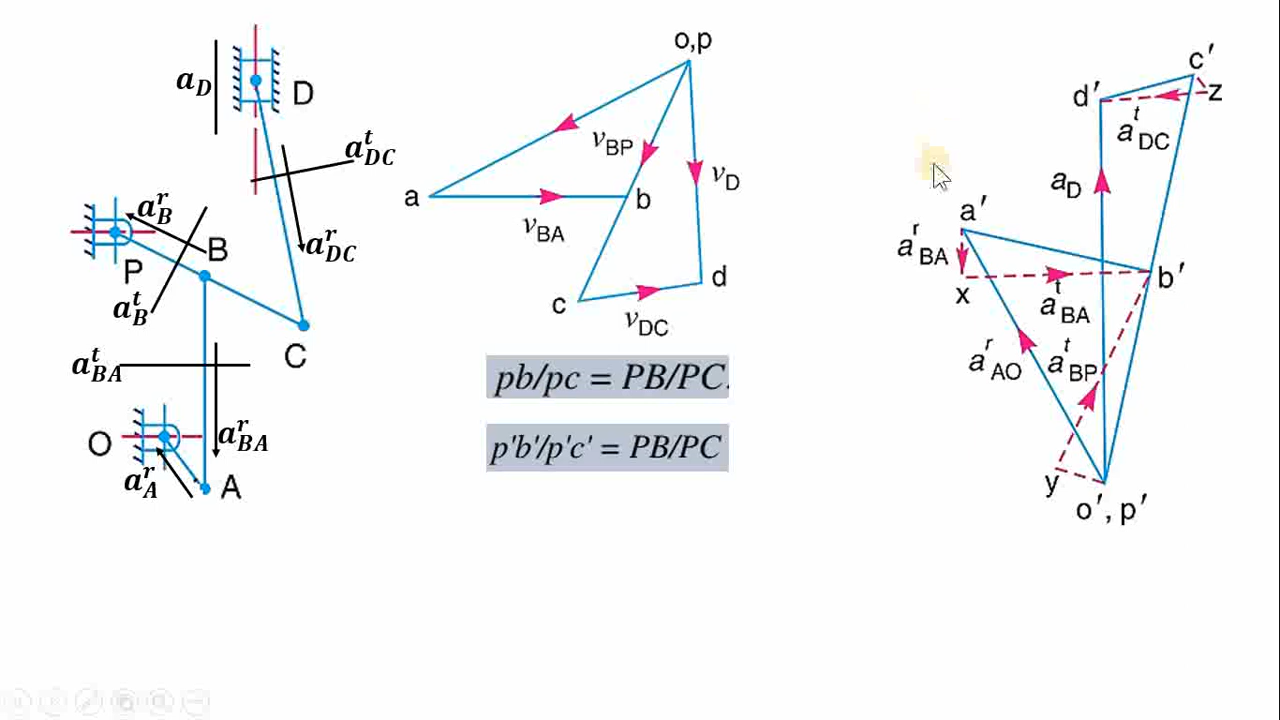 a_D
D
a^t_DC
a^r_DC
a^r_B
P
B
a^t_B
C
a^t_BA
O
a^r_BA
a^r_A
A
o,p
v_BP
v_D
a
b
v_BA
d
c
v_DC
pb/pc = PB/PC.
p'b'/p'c' = PB/PC
c'
d'
z
a^t_DC
a_D
a'
a^r_BA
x
b'
a^t_BA
a^r_AO
a^t_BP
y
o', p'